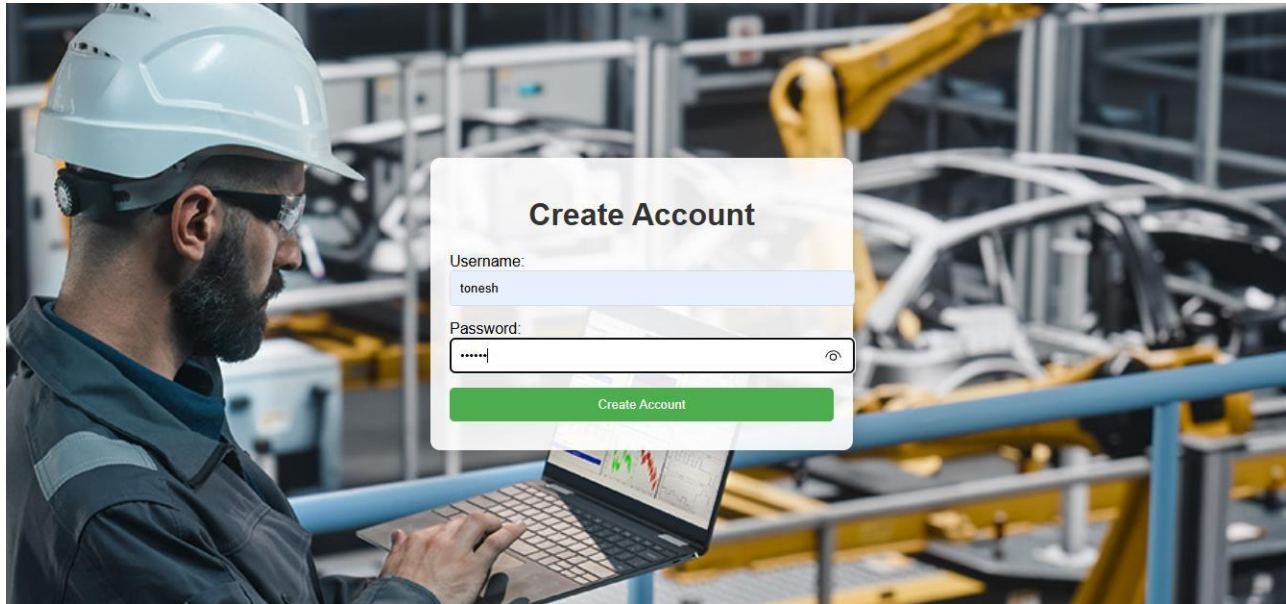 Create Account
Username:
tonesh
Password:
••••••
Create Account